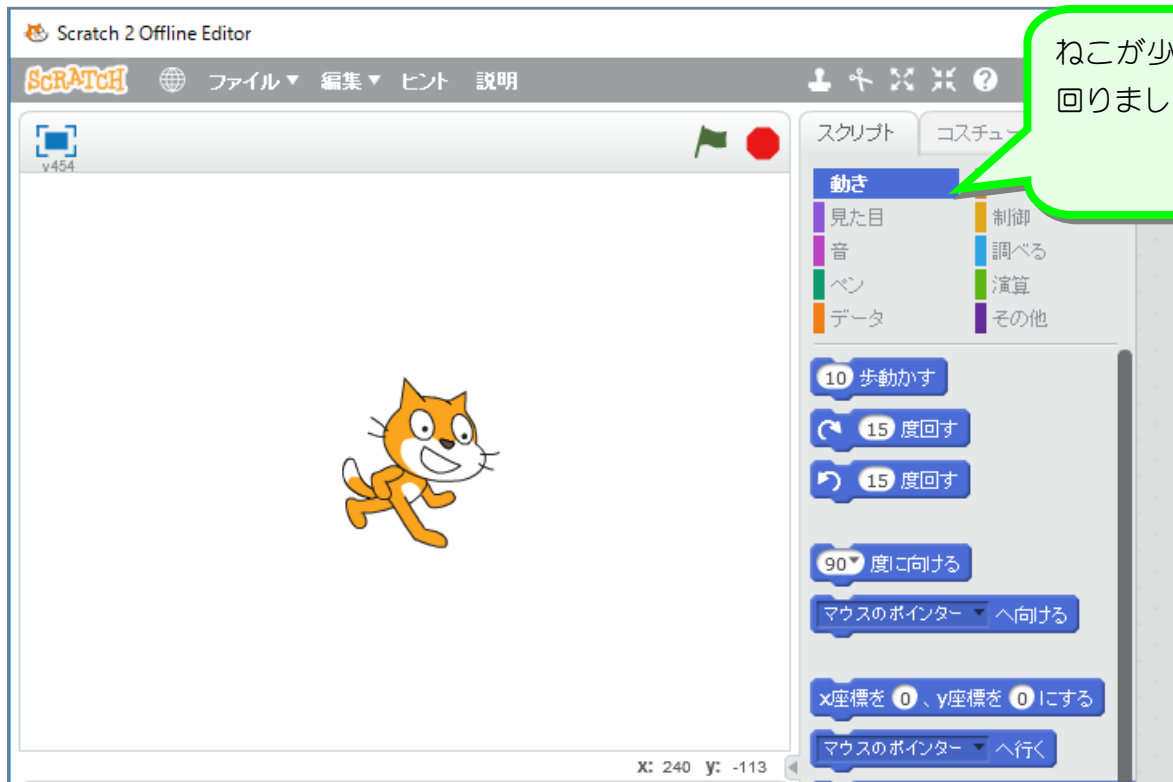 Scratch 2 Offline Editor
SCRATCH ファイル▼ 編集▼ ヒント 説明
ねこが少
回りまし
v454
スクリプト コスチュー
動き
見た目 制御
音 調べる
ペン 演算
データ その他
10 歩動かす
15 度回す
15 度回す
90▼ 度に向ける
マウスのポインター▼ へ向ける
x座標を 0 、y座標を 0 にする
マウスのポインター▼ へ行く
x: 240 y: -113